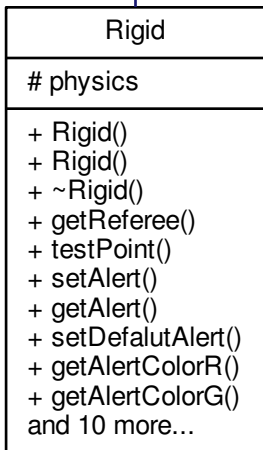 Rigid
# physics
+ Rigid()
+ Rigid()
+ ~Rigid()
+ getReferee()
+ testPoint()
+ setAlert()
+ getAlert()
+ setDefalutAlert()
+ getAlertColorR()
+ getAlertColorG()
and 10 more...